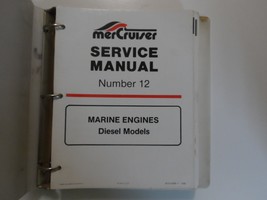 merCruiser
SERVICE
MANUAL
Number 12
MARINE ENGINES
Diesel Models